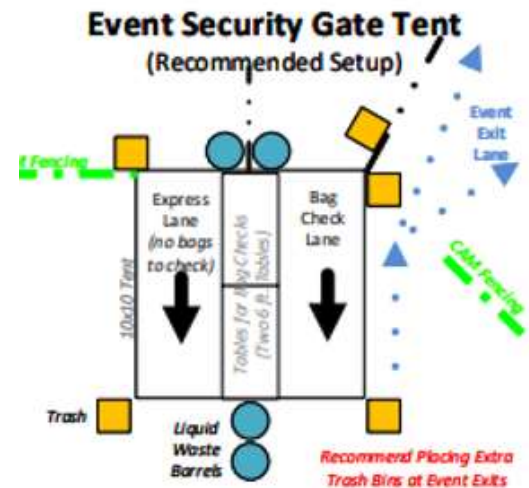 Event Security Gate Tent
(Recommended Setup)
Event
Exit
Lane
Fencing
Express
Lane
(no bags
to check)
Bag
Check
Lane
Tables for Bag Checks
(Two 6 ft. Tables)
10x10 Tent
CAM Fencing
Trash
Liquid
Waste
Barrels
Recommend Placing Extra
Trash Bins at Event Exits